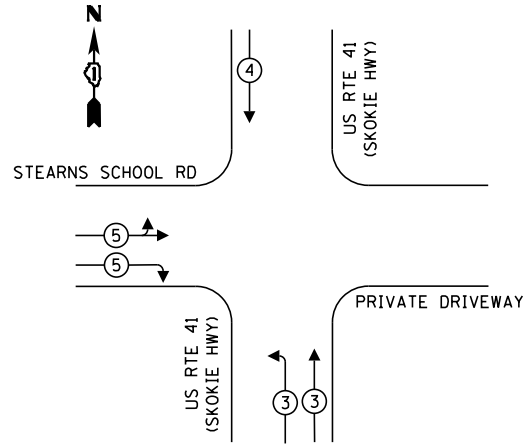 N
1
4
US RTE 41
(SKOKIE HWY)
STEARNS SCHOOL RD
5
5
PRIVATE DRIVEWAY
US RTE 41
(SKOKIE HWY)
3
3